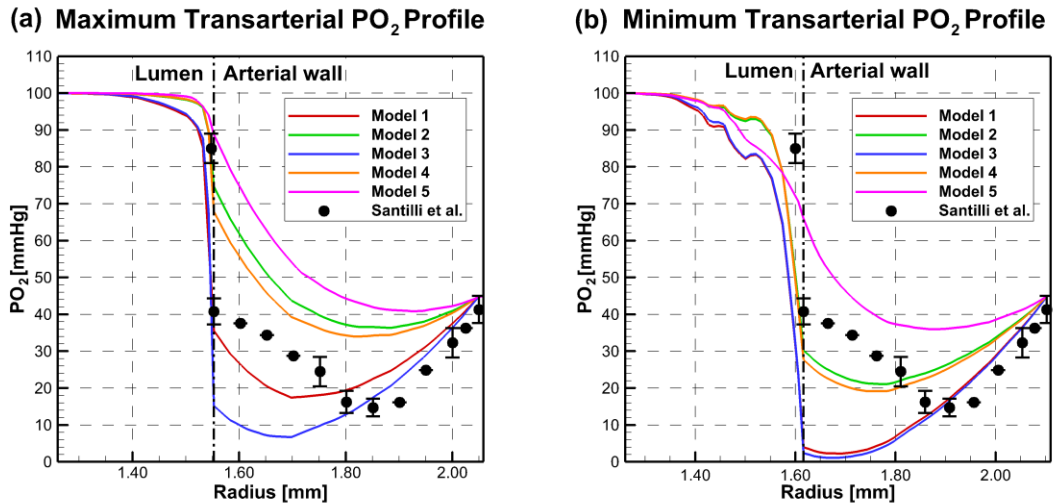 (a) Maximum Transarterial PO2 Profile
110
100
90
80
70
60
50
40
30
20
10
0
PO2[mmHg]
Lumen
Arterial wall
Model 1
Model 2
Model 3
Model 4
Model 5
Santilli et al.
1.40
1.60
1.80
2.00
Radius [mm]
(b) Minimum Transarterial PO2 Profile
110
100
90
80
70
60
50
40
30
20
10
0
PO2[mmHg]
Lumen
Arterial wall
Model 1
Model 2
Model 3
Model 4
Model 5
Santilli et al.
1.40
1.60
1.80
2.00
Radius [mm]